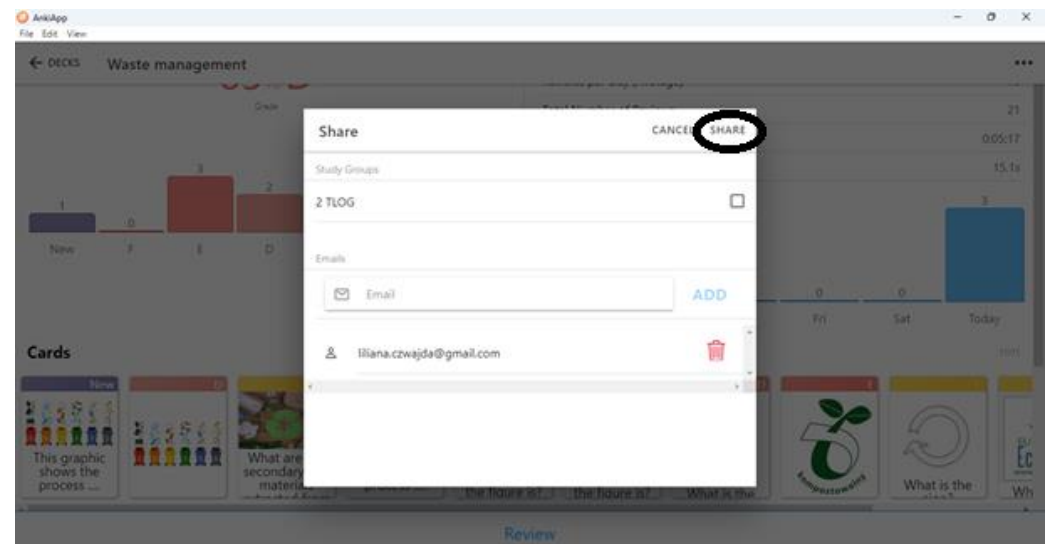 AnkiApp
File Edit View
DECKS Waste management
Grade
Share CANCEL SHARE
21
0:05:17
15.1s
Study Groups
2 TLOG
3
2
1
0
3
New F E D
Emails
Email ADD
0 0
Fri Sat Today
Cards
liliana.czwajda@gmail.com
New
This graphic
shows the
process ....
What are
secondary
the figure is?
the figure is?
What is the
kompostowalny
What is the
Review